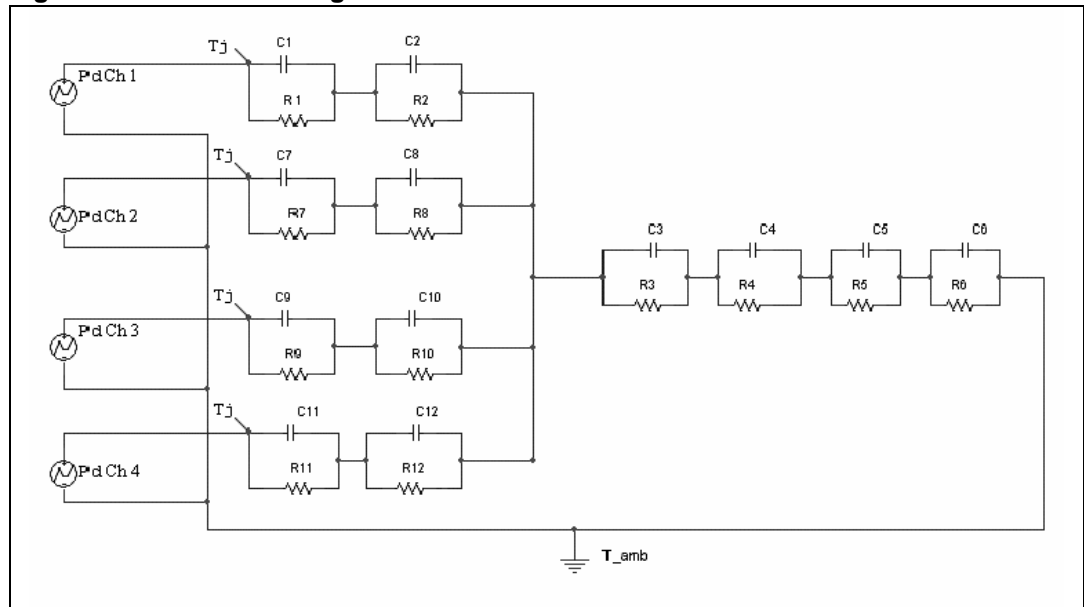 Tj
C1
C2
PdCh1
R1
R2
Tj
C7
C8
PdCh2
R7
R8
C3
C4
C5
C6
R3
R4
R5
R6
Tj
C9
C10
PdCh3
R9
R10
Tj
C11
C12
PdCh4
R11
R12
T_amb